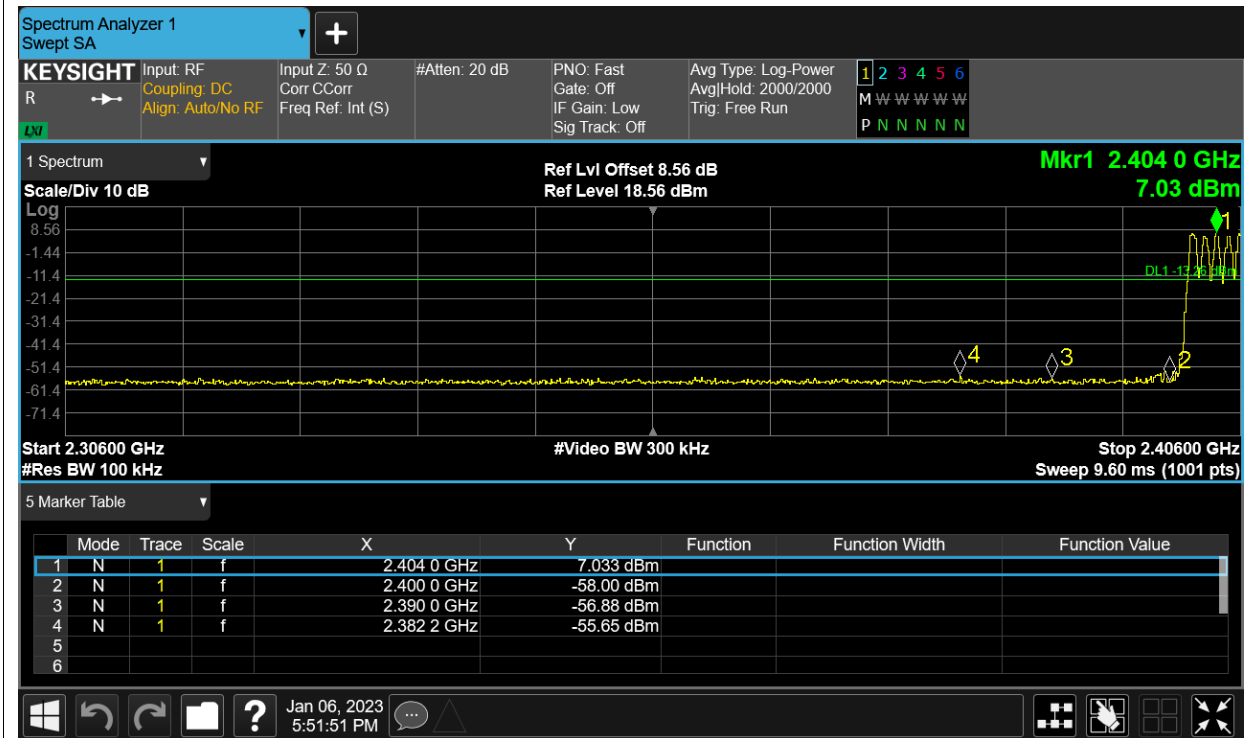 Spectrum Analyzer 1
Swept SA
KEYSIGHT
R
LXI
Input: RF
Coupling: DC
Align: Auto/No RF
Input Z: 50 Ω
Corr CCorr
Freq Ref: Int (S)
#Atten: 20 dB
PNO: Fast
Gate: Off
IF Gain: Low
Sig Track: Off
Avg Type: Log-Power
Avg|Hold: 2000/2000
Trig: Free Run
1 2 3 4 5 6
M W W W W W
P N N N N N
1 Spectrum
Scale/Div 10 dB
Ref Lvl Offset 8.56 dB
Ref Level 18.56 dBm
Mkr1 2.404 0 GHz
7.03 dBm
Log
8.56
-1.44
-11.4
-21.4
-31.4
-41.4
-51.4
-61.4
-71.4
1
DL1 -13.26 dBm
4
3
2
Start 2.30600 GHz
#Video BW 300 kHz
Stop 2.40600 GHz
#Res BW 100 kHz
Sweep 9.60 ms (1001 pts)
5 Marker Table
Mode Trace Scale X Y Function Function Width Function Value
1 N 1 f 2.404 0 GHz 7.033 dBm
2 N 1 f 2.400 0 GHz -58.00 dBm
3 N 1 f 2.390 0 GHz -56.88 dBm
4 N 1 f 2.382 2 GHz -55.65 dBm
5
6
?
Jan 06, 2023
5:51:51 PM